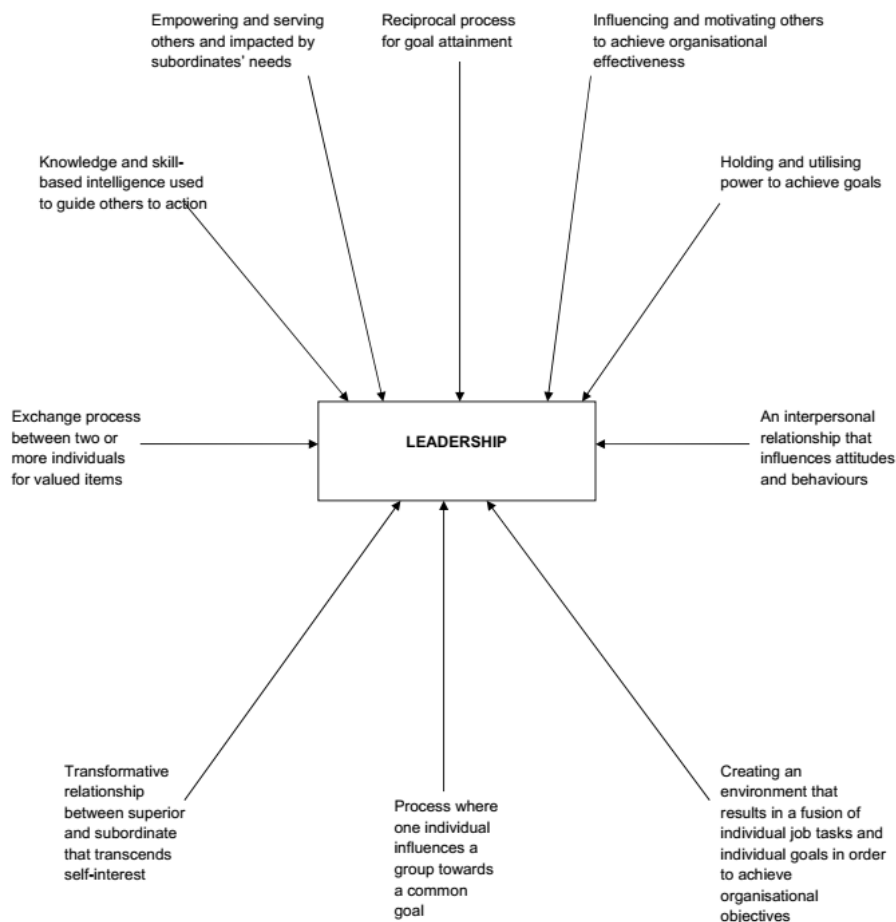 Empowering and serving
others and impacted by
subordinates' needs
Reciprocal process
for goal attainment
Influencing and motivating others
to achieve organisational
effectiveness
Knowledge and skill-
based intelligence used
to guide others to action
Holding and utilising
power to achieve goals
Exchange process
between two or
more individuals
for valued items
LEADERSHIP
An interpersonal
relationship that
influences attitudes
and behaviours
Transformative
relationship
between superior
and subordinate
that transcends
self-interest
Process where
one individual
influences a
group towards
a common
goal
Creating an
environment that
results in a fusion of
individual job tasks and
individual goals in order
to achieve
organisational
objectives